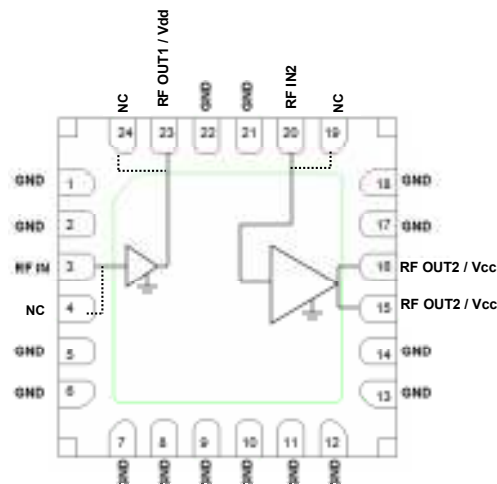 NC
RF OUT1 / Vdd
GND
GND
RF IN2
NC
24
23
22
21
20
19
GND
1
18
GND
GND
2
17
GND
RF IN
3
16
RF OUT2 / Vcc
NC
4
15
RF OUT2 / Vcc
GND
5
14
GND
GND
6
13
GND
7
8
9
10
11
12
GND
GND
GND
GND
GND
GND